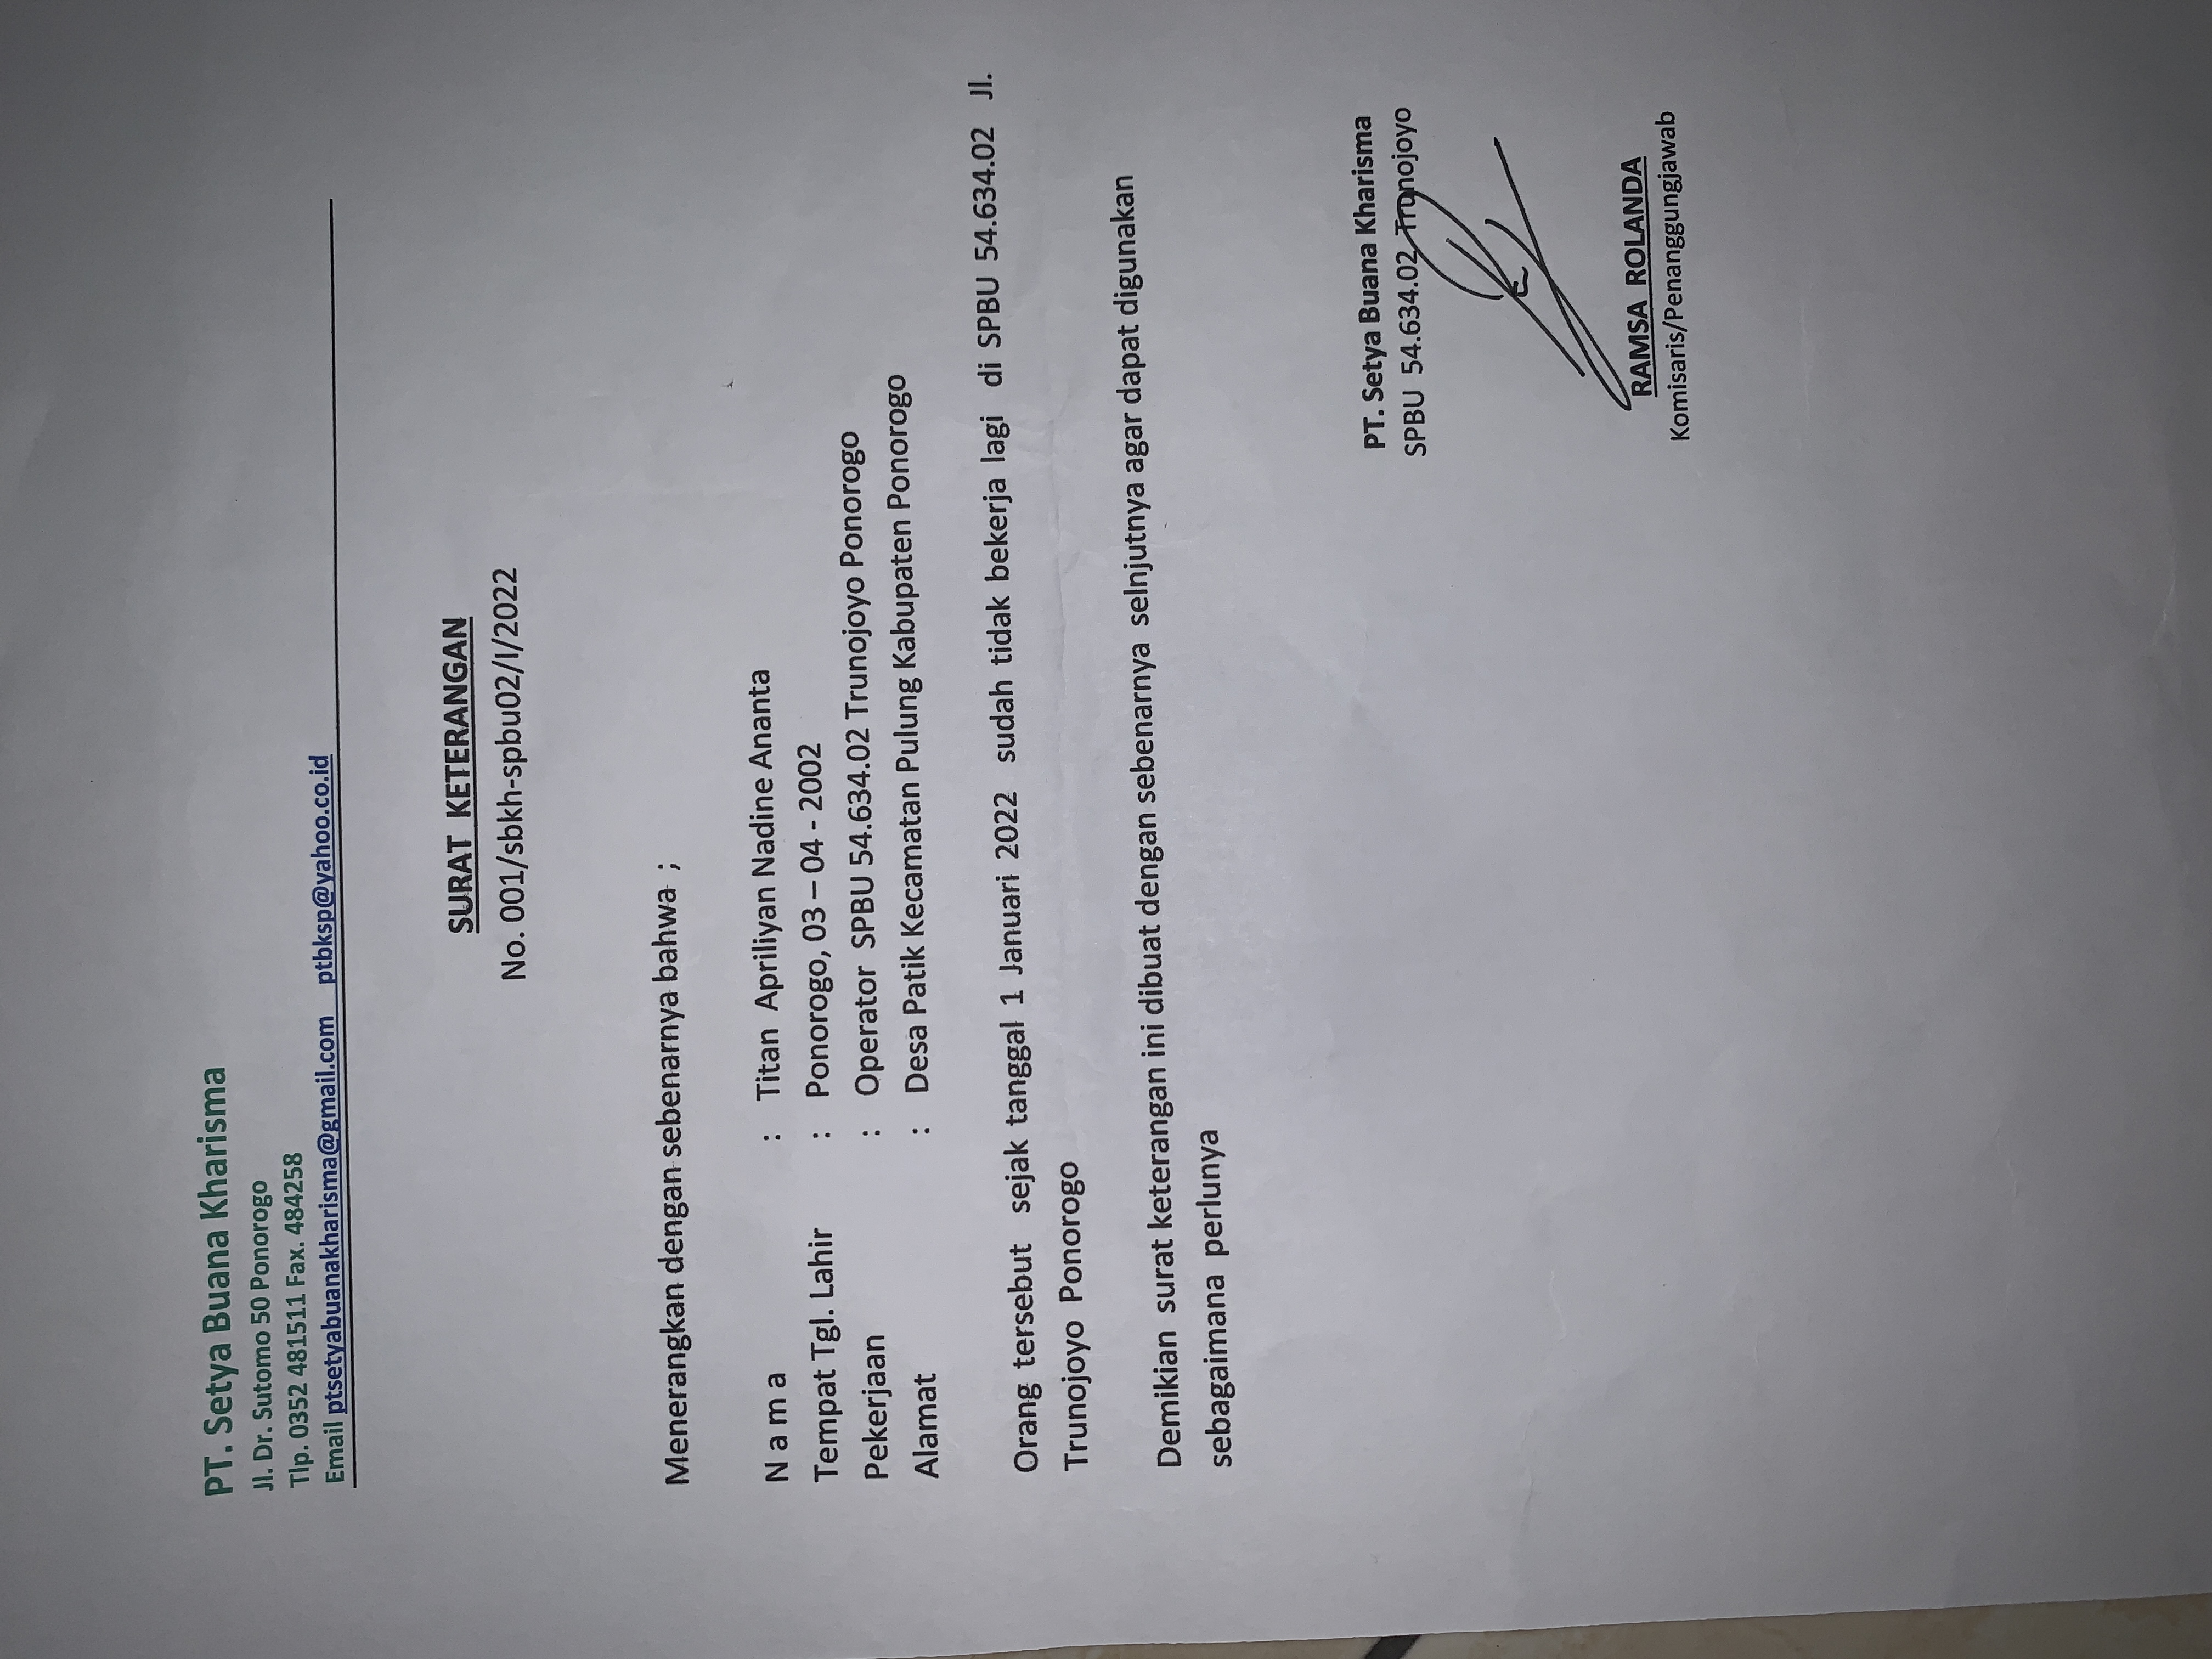 PT. Setya Buana Kharisma
Jl. Dr. Sutomo 50 Ponorogo
Tlp. 0352 481511 Fax. 484258
Email ptsetyabuanakharisma@gmail.com ptbksp@yahoo.co.id
SURAT KETERANGAN
No. 001/sbkh-spbu02/I/2022
Menerangkan dengan sebenarnya bahwa ;
N a m a : Titan Apriliyan Nadine Ananta
Tempat Tgl. Lahir : Ponorogo, 03 – 04 - 2002
Pekerjaan : Operator SPBU 54.634.02 Trunojoyo Ponorogo
Alamat : Desa Patik Kecamatan Pulung Kabupaten Ponorogo
Orang tersebut sejak tanggal 1 Januari 2022 sudah tidak bekerja lagi di SPBU 54.634.02 Jl.
Trunojoyo Ponorogo
Demikian surat keterangan ini dibuat dengan sebenarnya selnjutnya agar dapat digunakan
sebagaimana perlunya
PT. Setya Buana Kharisma
SPBU 54.634.02 Trunojoyo
RAMSA ROLANDA
Komisaris/Penanggungjawab